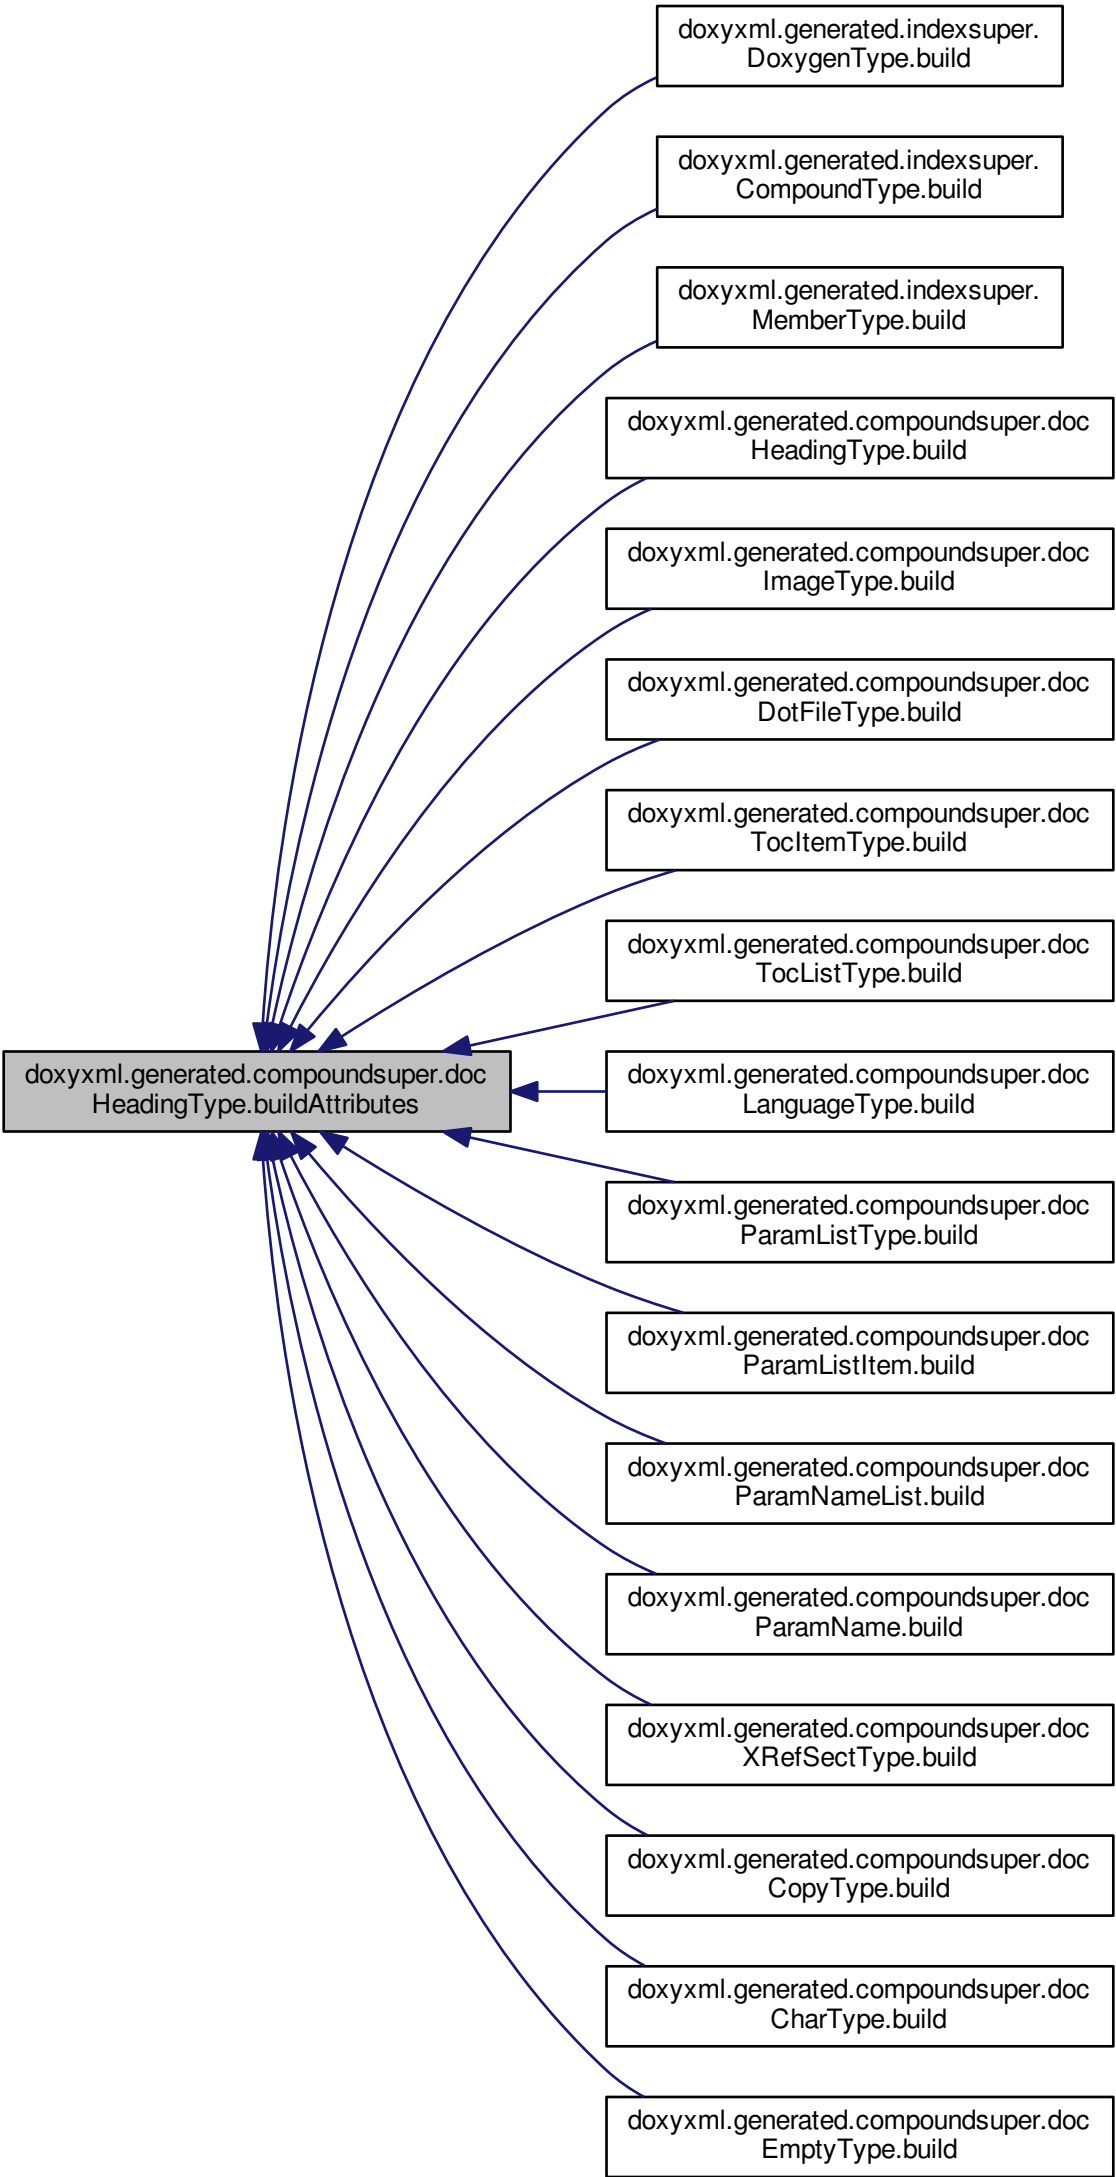 doxyxml.generated.indexsuper.
DoxygenType.build
doxyxml.generated.indexsuper.
CompoundType.build
doxyxml.generated.indexsuper.
MemberType.build
doxyxml.generated.compoundsuper.doc
HeadingType.build
doxyxml.generated.compoundsuper.doc
ImageType.build
doxyxml.generated.compoundsuper.doc
DotFileType.build
doxyxml.generated.compoundsuper.doc
TocItemType.build
doxyxml.generated.compoundsuper.doc
TocListType.build
doxyxml.generated.compoundsuper.doc
HeadingType.buildAttributes
doxyxml.generated.compoundsuper.doc
LanguageType.build
doxyxml.generated.compoundsuper.doc
ParamListType.build
doxyxml.generated.compoundsuper.doc
ParamListItem.build
doxyxml.generated.compoundsuper.doc
ParamNameList.build
doxyxml.generated.compoundsuper.doc
ParamName.build
doxyxml.generated.compoundsuper.doc
XRefSectType.build
doxyxml.generated.compoundsuper.doc
CopyType.build
doxyxml.generated.compoundsuper.doc
CharType.build
doxyxml.generated.compoundsuper.doc
EmptyType.build